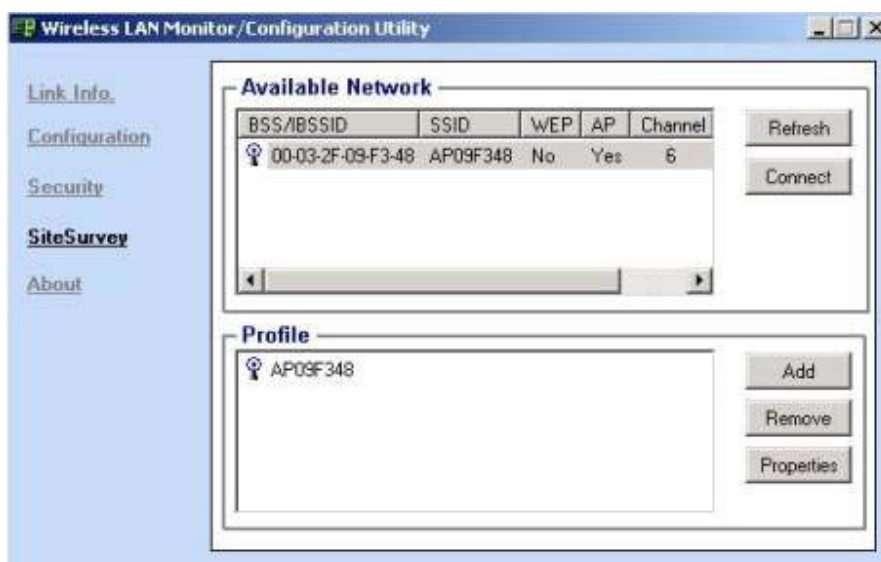 Wireless LAN Monitor/Configuration Utility
Link Info.
Configuration
Security
SiteSurvey
About
Available Network
BSS/IBSSID SSID WEP AP Channel
00-03-2F-09-F3-48 AP09F348 No Yes 6
Refresh
Connect
Profile
AP09F348
Add
Remove
Properties